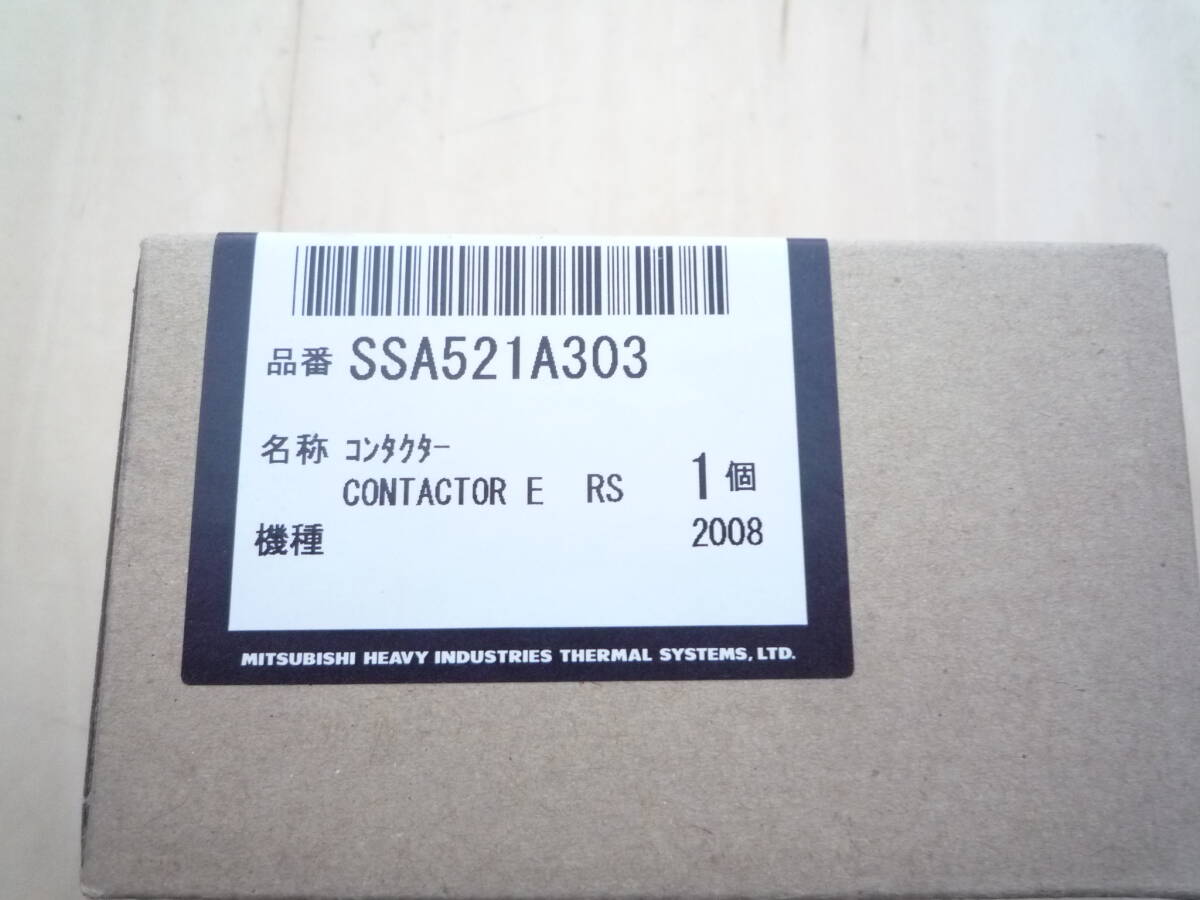 品番 SSA521A303
名称 ｺﾝﾀｸﾀｰ
CONTACTOR E RS 1個
機種 2008
MITSUBISHI HEAVY INDUSTRIES THERMAL SYSTEMS, LTD.